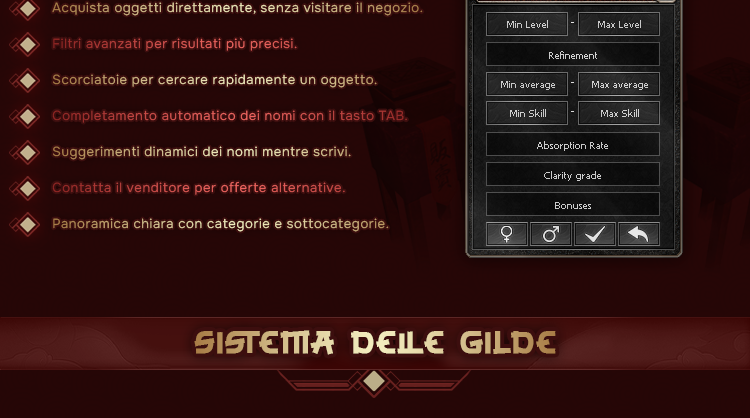 Acquista oggetti direttamente, senza visitare il negozio.
Filtri avanzati per risultati più precisi.
Scorciatoie per cercare rapidamente un oggetto.
Completamento automatico dei nomi con il tasto TAB.
Suggerimenti dinamici dei nomi mentre scrivi.
Contatta il venditore per offerte alternative.
Panoramica chiara con categorie e sottocategorie.
Min Level - Max Level
Refinement
Min average - Max average
Min Skill - Max Skill
Absorption Rate
Clarity grade
Bonuses
SISTEMA DELLE GILDE